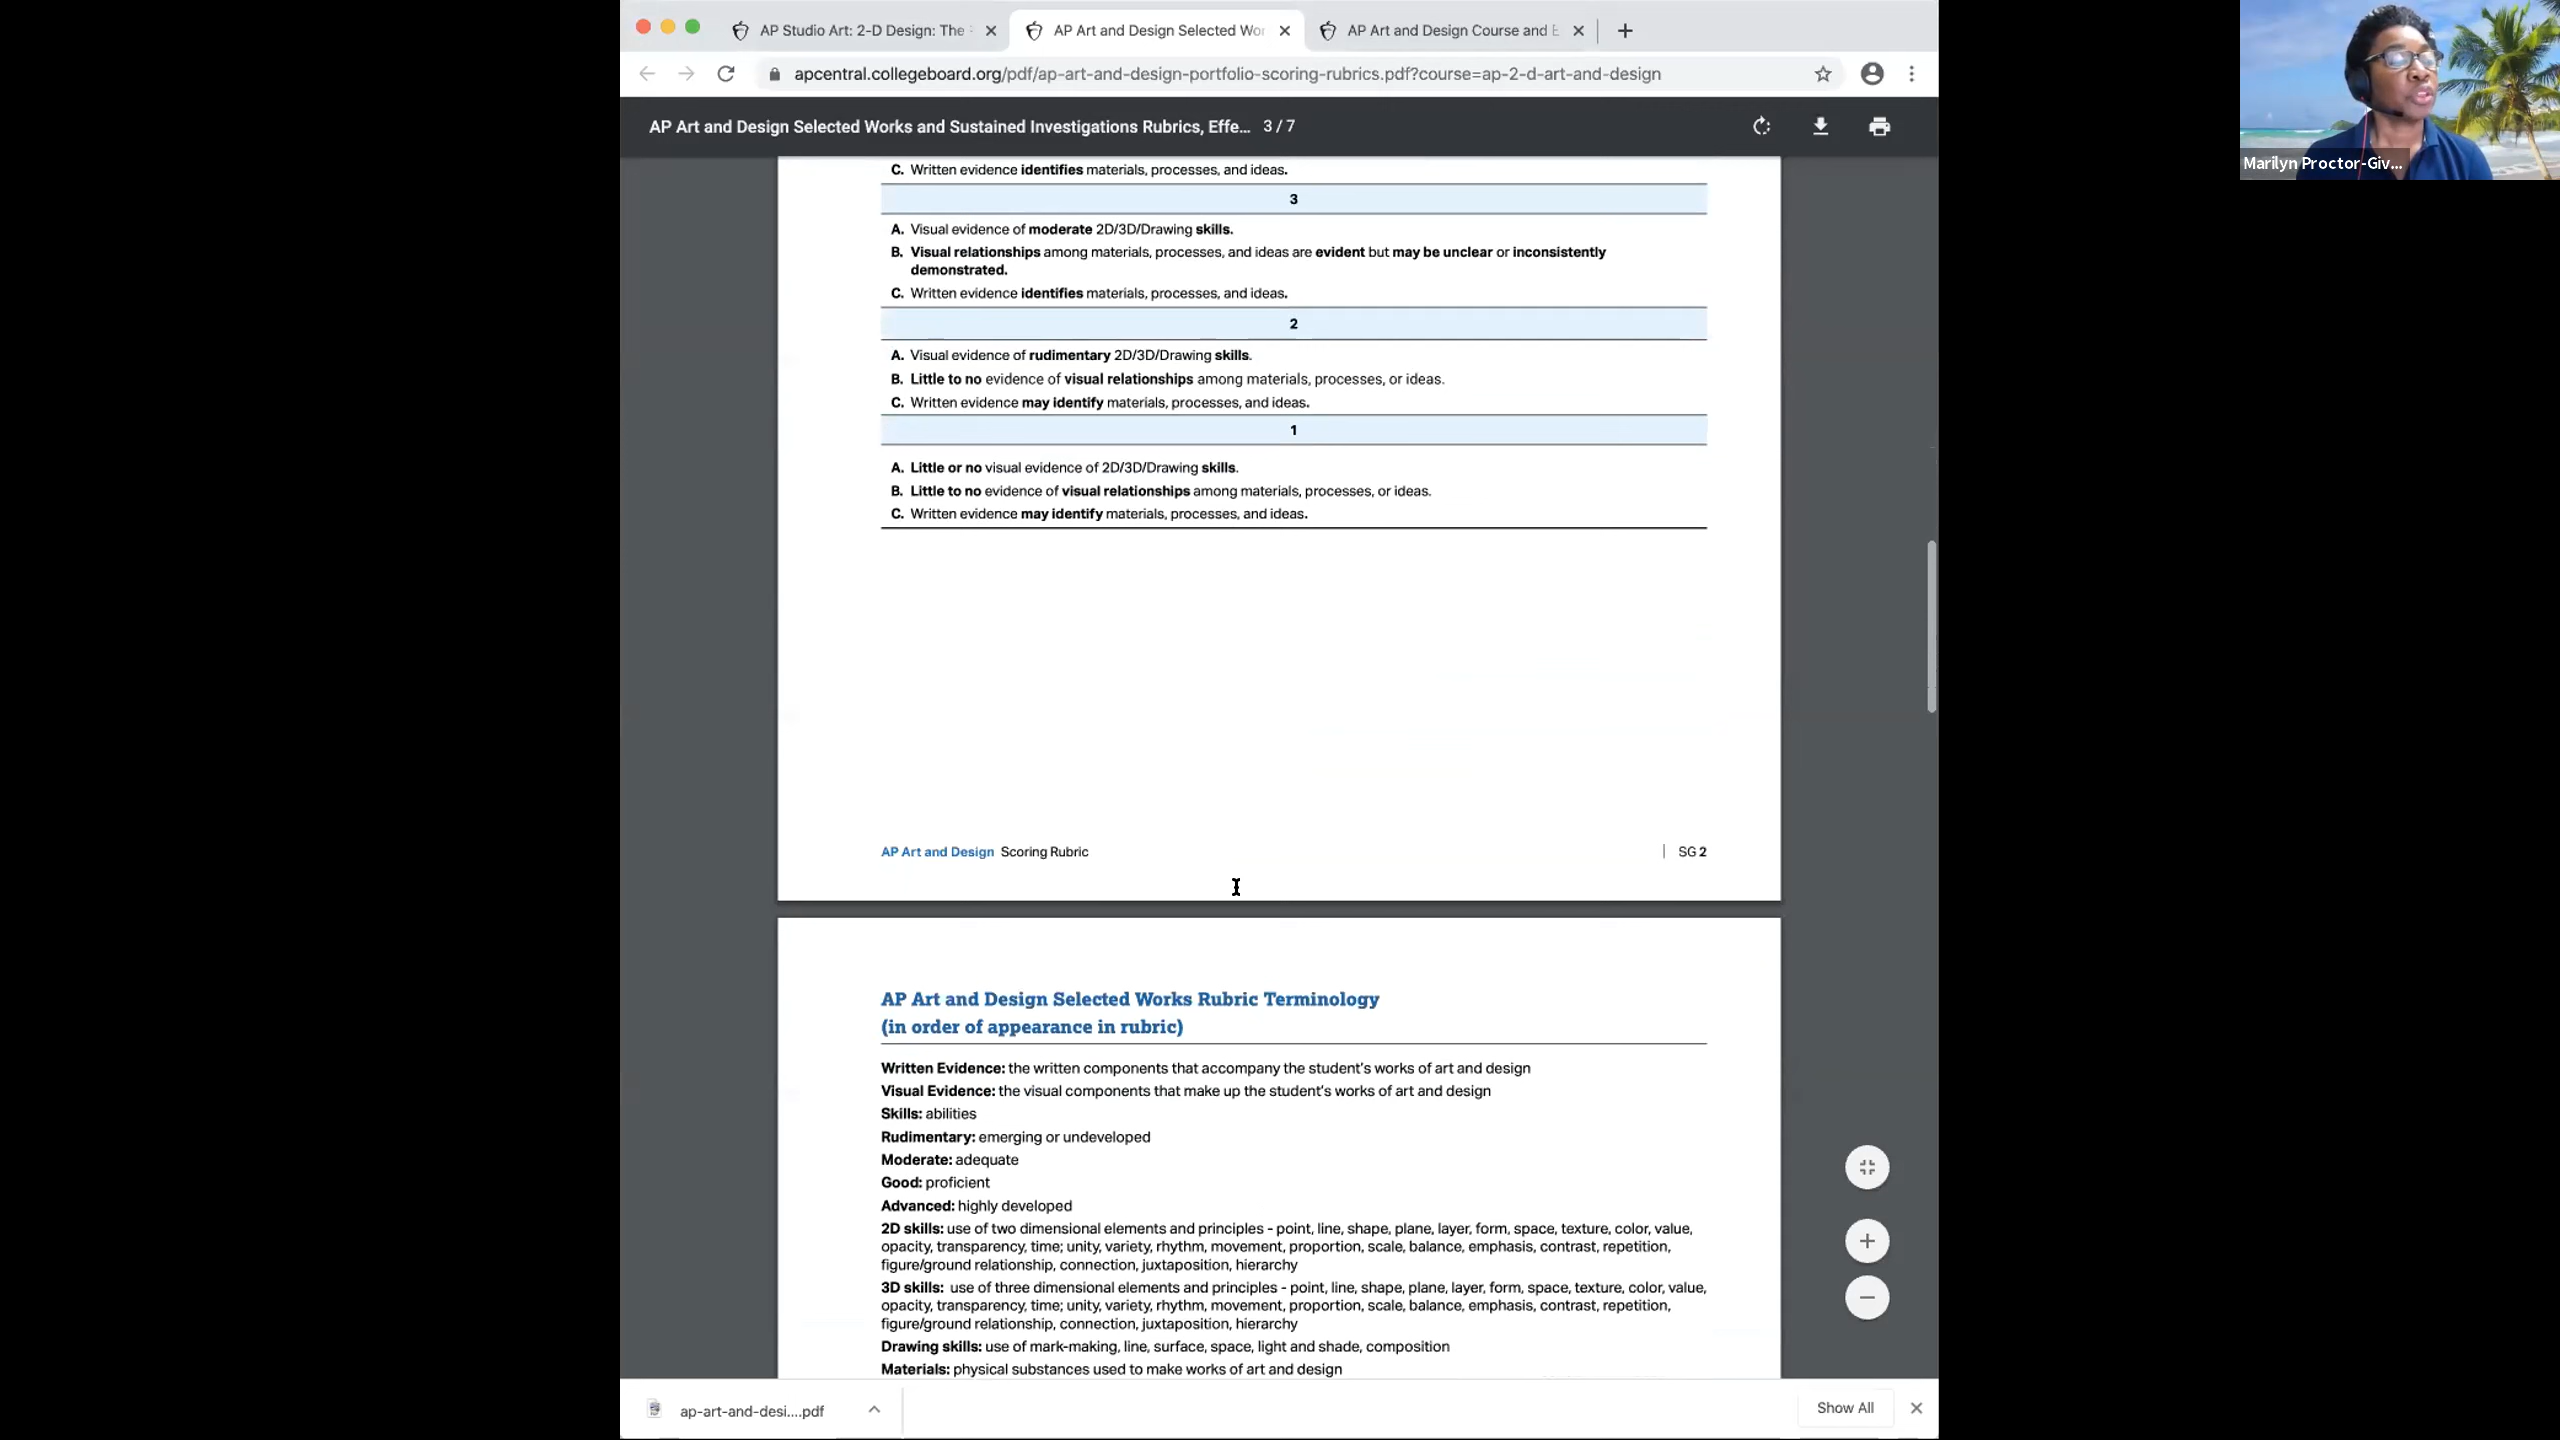 AP Studio Art: 2-D Design: The
AP Art and Design Selected Wor
AP Art and Design Course and E
apcentral.collegeboard.org/pdf/ap-art-and-design-portfolio-scoring-rubrics.pdf?course=ap-2-d-art-and-design
AP Art and Design Selected Works and Sustained Investigations Rubrics, Effe... 3 / 7
Marilyn Proctor-Giv...
C. Written evidence identifies materials, processes, and ideas.
3
A. Visual evidence of moderate 2D/3D/Drawing skills.
B. Visual relationships among materials, processes, and ideas are evident but may be unclear or inconsistently
demonstrated.
C. Written evidence identifies materials, processes, and ideas.
2
A. Visual evidence of rudimentary 2D/3D/Drawing skills.
B. Little to no evidence of visual relationships among materials, processes, or ideas.
C. Written evidence may identify materials, processes, and ideas.
1
A. Little or no visual evidence of 2D/3D/Drawing skills.
B. Little to no evidence of visual relationships among materials, processes, or ideas.
C. Written evidence may identify materials, processes, and ideas.
AP Art and Design Scoring Rubric | SG 2
AP Art and Design Selected Works Rubric Terminology
(in order of appearance in rubric)
Written Evidence: the written components that accompany the student's works of art and design
Visual Evidence: the visual components that make up the student's works of art and design
Skills: abilities
Rudimentary: emerging or undeveloped
Moderate: adequate
Good: proficient
Advanced: highly developed
2D skills: use of two dimensional elements and principles - point, line, shape, plane, layer, form, space, texture, color, value,
opacity, transparency, time; unity, variety, rhythm, movement, proportion, scale, balance, emphasis, contrast, repetition,
figure/ground relationship, connection, juxtaposition, hierarchy
3D skills: use of three dimensional elements and principles - point, line, shape, plane, layer, form, space, texture, color, value,
opacity, transparency, time; unity, variety, rhythm, movement, proportion, scale, balance, emphasis, contrast, repetition,
figure/ground relationship, connection, juxtaposition, hierarchy
Drawing skills: use of mark-making, line, surface, space, light and shade, composition
Materials: physical substances used to make works of art and design
ap-art-and-desi....pdf
Show All